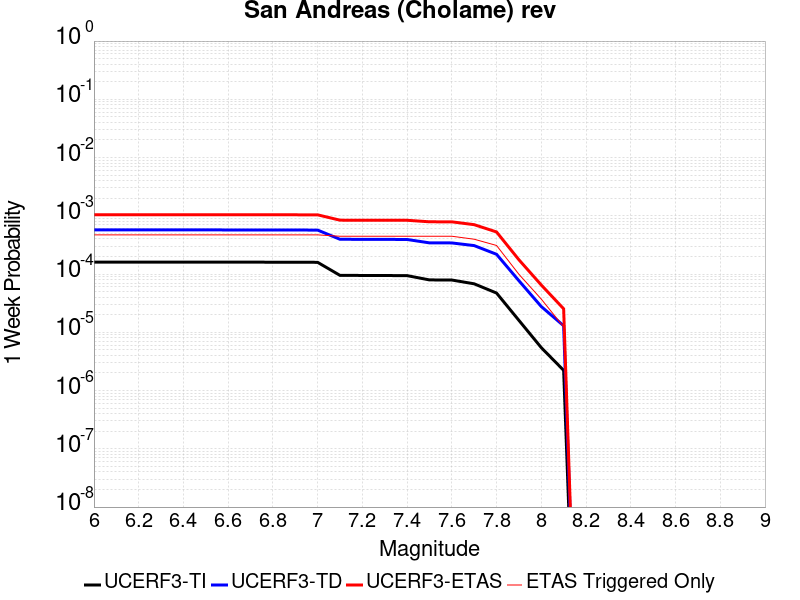 San Andreas (Cholame) rev
10^0
10^-1
10^-2
10^-3
10^-4
10^-5
10^-6
10^-7
10^-8
1 Week Probability
6 6.2 6.4 6.6 6.8 7 7.2 7.4 7.6 7.8 8 8.2 8.4 8.6 8.8 9
Magnitude
UCERF3-TI UCERF3-TD UCERF3-ETAS ETAS Triggered Only